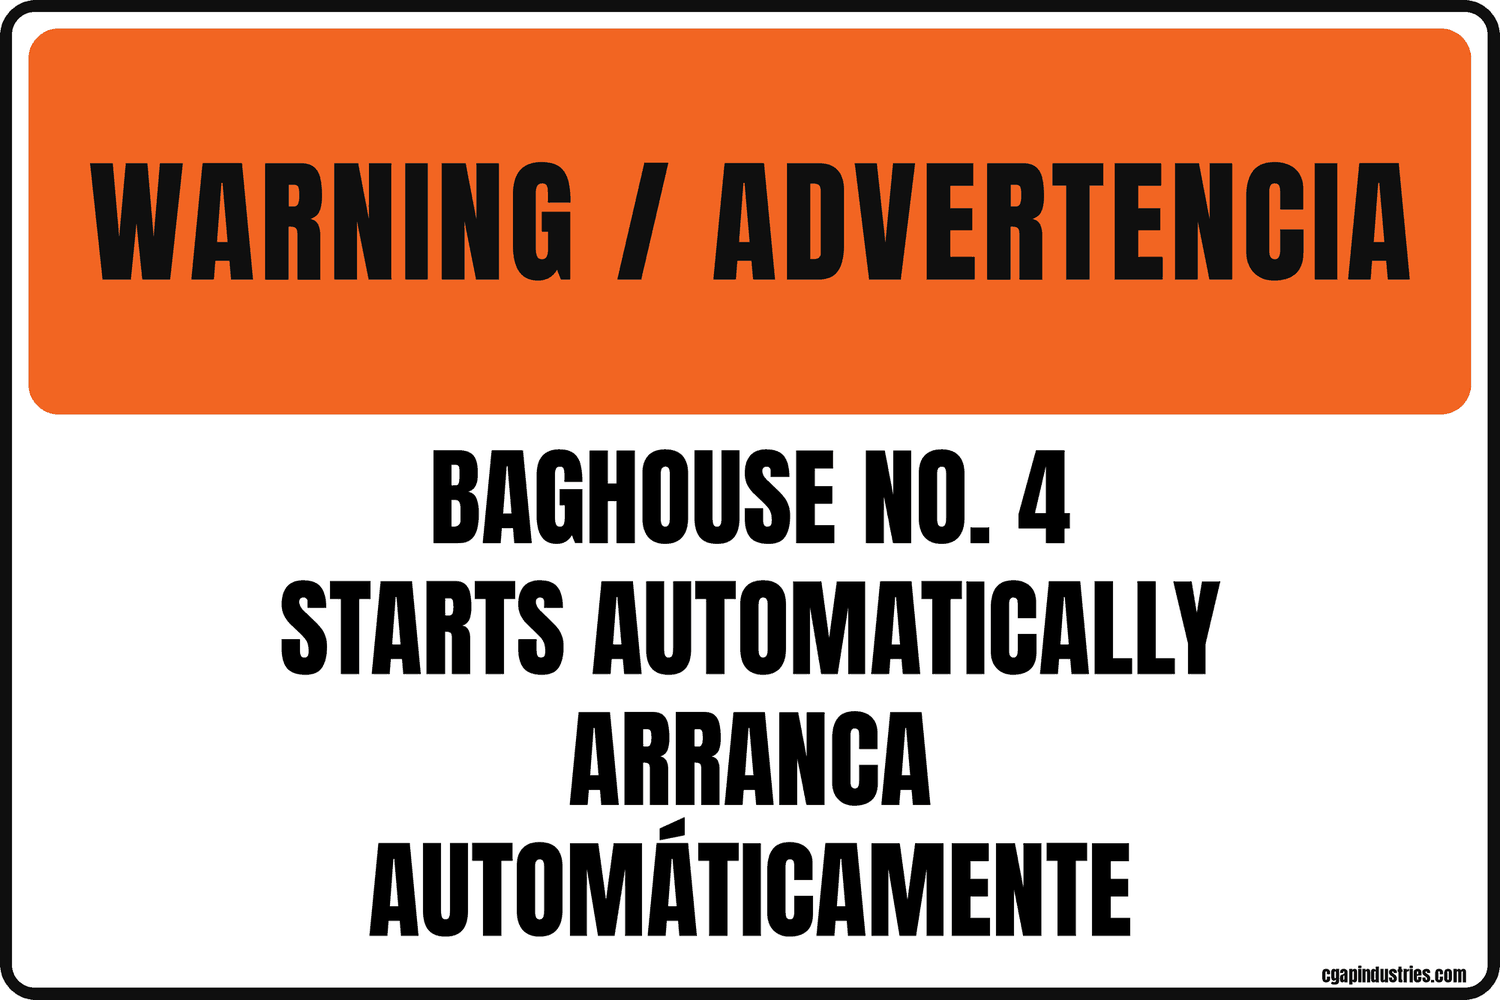 WARNING / ADVERTENCIA
BAGHOUSE NO. 4
STARTS AUTOMATICALLY
ARRANCA
AUTOMÁTICAMENTE
cgapindustries.com